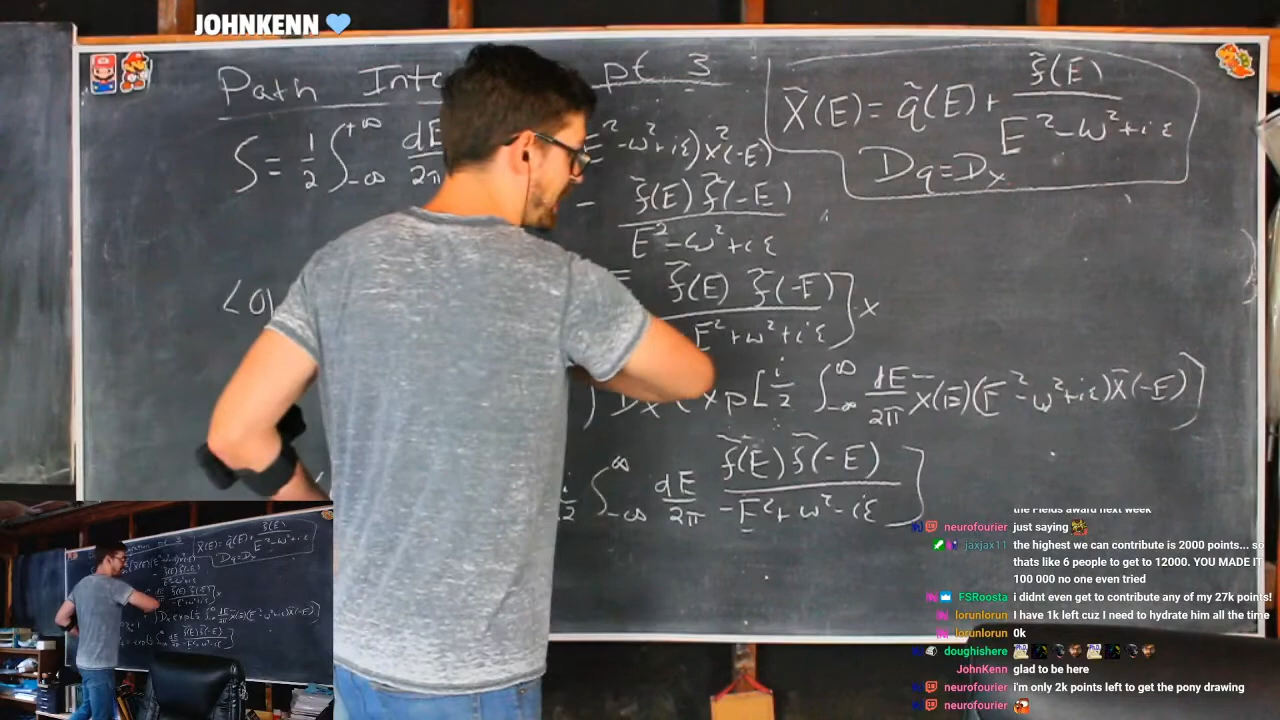 JOHNKENN 💙
Path Inte pt 3
x̃(E) = q̃(E) + f̃(E) / E² - ω² + iε
Dq = Dx
S = 1/2 ∫_{-∞}^{+∞} dE/2π E² - ω² + iε) x̃(-E)
- f̃(E) f̃(-E) / E² - ω² + iε
<0|
f̃(E) f̃(-E) / E² + ω² + iε ] ×
Dx exp[ i/2 ∫_{-∞}^{∞} dE/2π x̃(E)(E² - ω² + iε) x̃(-E) ]
i/2 ∫_{-∞}^{∞} dE/2π f̃(E) f̃(-E) / -E² + ω² - iε ]
the Fields award next week
neurofourier just saying
jaxjax11 the highest we can contribute is 2000 points... so
thats like 6 people to get to 12000. YOU MADE IT
100 000 no one even tried
FSRoosta i didnt even get to contribute any of my 27k points!
lorunlorun I have 1k left cuz I need to hydrate him all the time
lorunlorun 0k
doughishere
JohnKenn glad to be here
neurofourier i'm only 2k points left to get the pony drawing
neurofourier